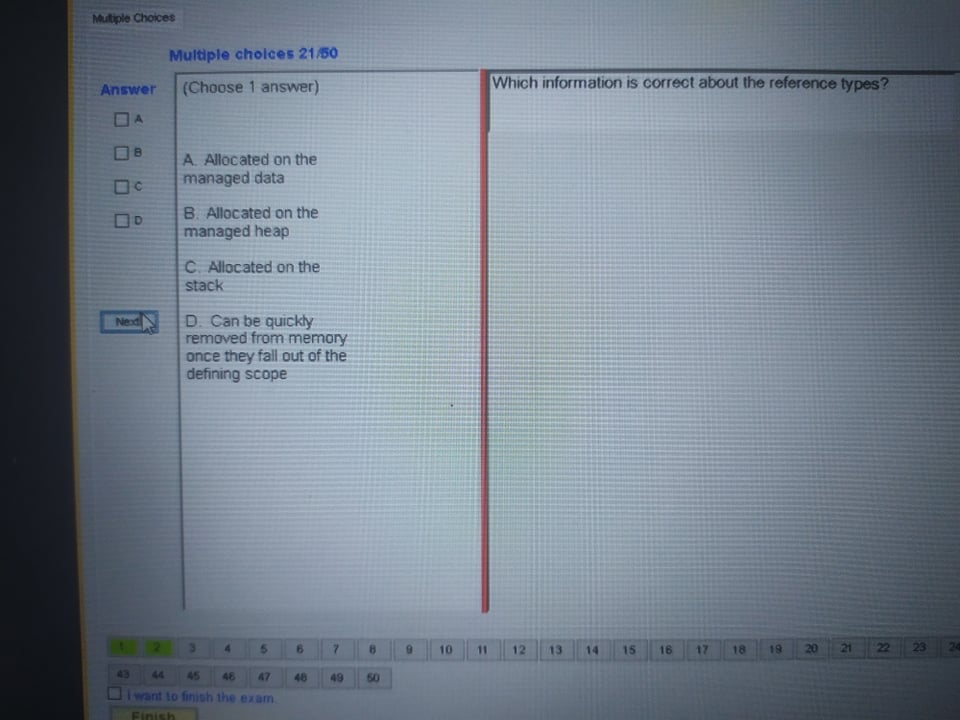 Multiple Choices
Multiple choices 21/50
Answer
A
B
C
D
Next
(Choose 1 answer)
A. Allocated on the
managed data
B. Allocated on the
managed heap
C. Allocated on the
stack
D. Can be quickly
removed from memory
once they fall out of the
defining scope
Which information is correct about the reference types?
1 2 3 4 5 6 7 8 9 10 11 12 13 14 15 16 17 18 19 20 21 22 23 24
43 44 45 46 47 48 49 50
I want to finish the exam.
Finish